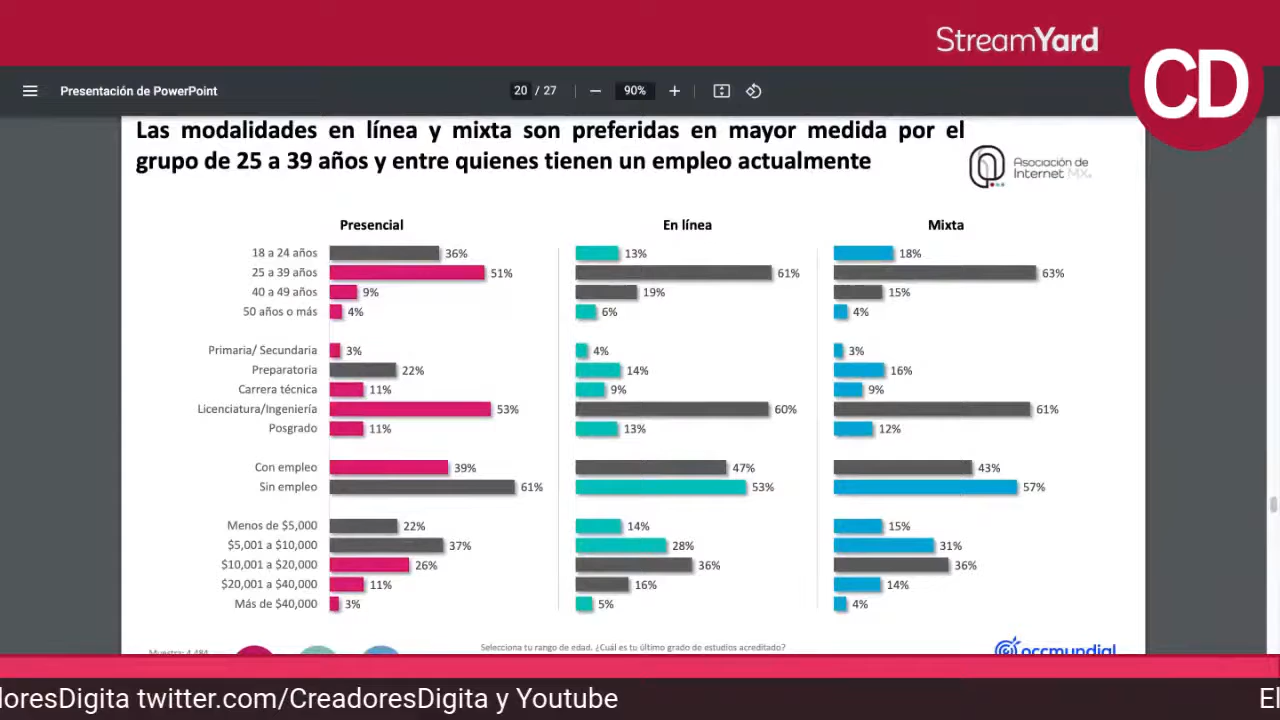 StreamYard
CD
Presentación de PowerPoint
20 / 27
90%
Las modalidades en línea y mixta son preferidas en mayor medida por el
grupo de 25 a 39 años y entre quienes tienen un empleo actualmente
Asociación de
Internet MX.
Presencial En línea Mixta
18 a 24 años 36% 13% 18%
25 a 39 años 51% 61% 63%
40 a 49 años 9% 19% 15%
50 años o más 4% 6% 4%
Primaria/ Secundaria 3% 4% 3%
Preparatoria 22% 14% 16%
Carrera técnica 11% 9% 9%
Licenciatura/Ingeniería 53% 60% 61%
Posgrado 11% 13% 12%
Con empleo 39% 47% 43%
Sin empleo 61% 53% 57%
Menos de $5,000 22% 14% 15%
$5,001 a $10,000 37% 28% 31%
$10,001 a $20,000 26% 36% 36%
$20,001 a $40,000 11% 16% 14%
Más de $40,000 3% 5% 4%
Muestra: 4,484
Selecciona tu rango de edad. ¿Cuál es tu último grado de estudios acreditado?
occmundial
doresDigita twitter.com/CreadoresDigita y Youtube
El